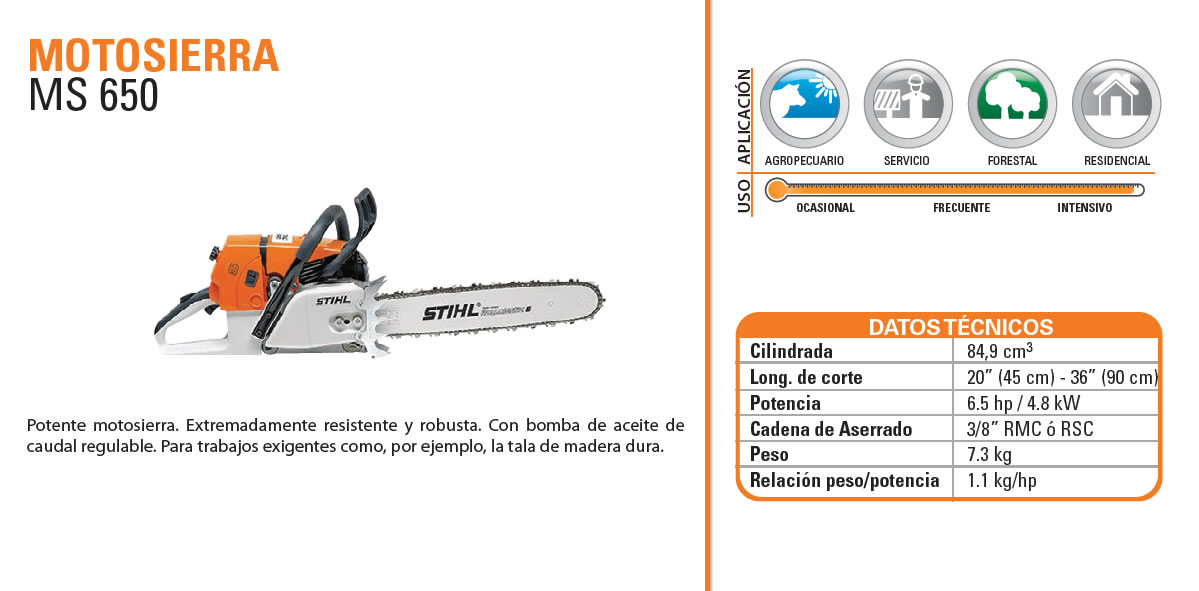 MOTOSIERRA
MS 650
STIHL
STIHL®
Potente motosierra. Extremadamente resistente y robusta. Con bomba de aceite de
caudal regulable. Para trabajos exigentes como, por ejemplo, la tala de madera dura.
APLICACIÓN
AGROPECUARIO SERVICIO FORESTAL RESIDENCIAL
USO
OCASIONAL FRECUENTE INTENSIVO
DATOS TÉCNICOS
Cilindrada 84,9 cm³
Long. de corte 20” (45 cm) - 36” (90 cm)
Potencia 6.5 hp / 4.8 kW
Cadena de Aserrado 3/8” RMC ó RSC
Peso 7.3 kg
Relación peso/potencia 1.1 kg/hp